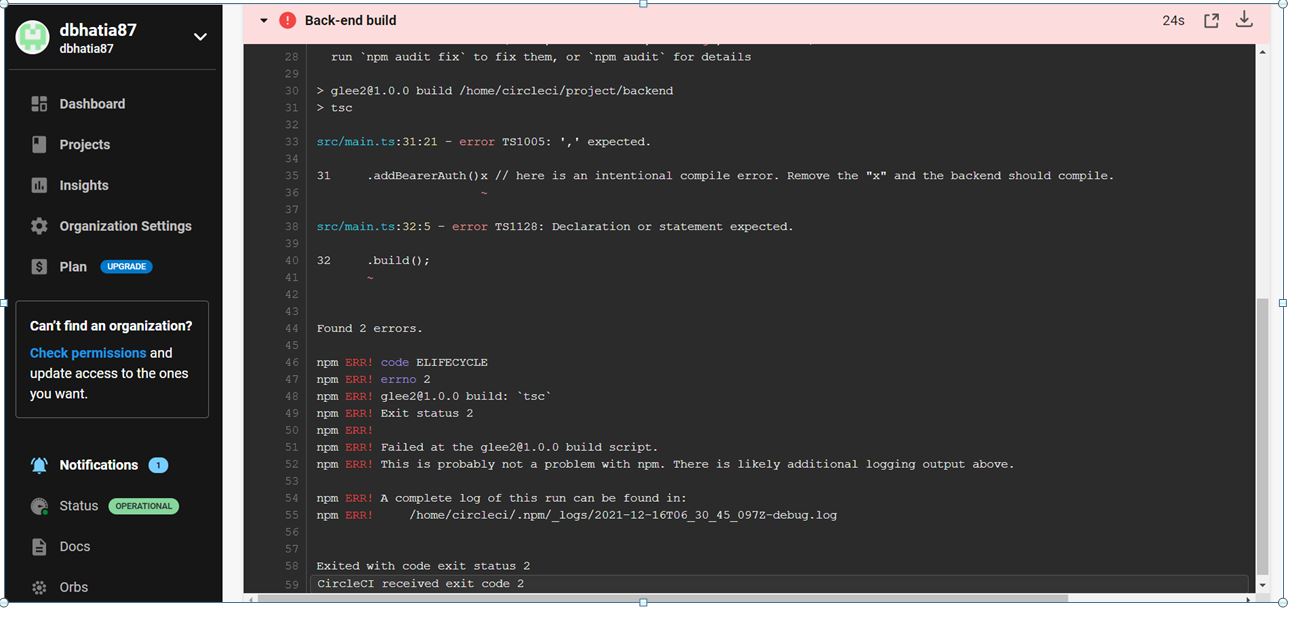 dbhatia87
dbhatia87
Dashboard
Projects
Insights
Organization Settings
Plan UPGRADE
Can't find an organization?
Check permissions and
update access to the ones
you want.
Notifications 1
Status OPERATIONAL
Docs
Orbs
Back-end build 24s
28 run `npm audit fix` to fix them, or `npm audit` for details
29
30 > glee2@1.0.0 build /home/circleci/project/backend
31 > tsc
32
33 src/main.ts:31:21 - error TS1005: ',' expected.
34
35 31 .addBearerAuth()x // here is an intentional compile error. Remove the "x" and the backend should compile.
36 ~
37
38 src/main.ts:32:5 - error TS1128: Declaration or statement expected.
39
40 32 .build();
41 ~
42
43
44 Found 2 errors.
45
46 npm ERR! code ELIFECYCLE
47 npm ERR! errno 2
48 npm ERR! glee2@1.0.0 build: `tsc`
49 npm ERR! Exit status 2
50 npm ERR!
51 npm ERR! Failed at the glee2@1.0.0 build script.
52 npm ERR! This is probably not a problem with npm. There is likely additional logging output above.
53
54 npm ERR! A complete log of this run can be found in:
55 npm ERR! /home/circleci/.npm/_logs/2021-12-16T06_30_45_097Z-debug.log
56
57
58 Exited with code exit status 2
59 CircleCI received exit code 2